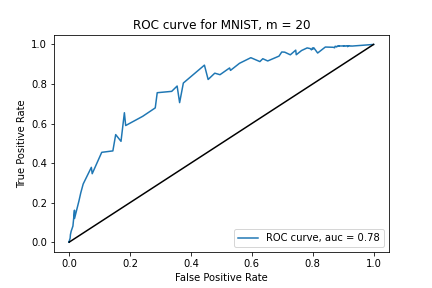 ROC curve for MNIST, m = 20
True Positive Rate
1.0
0.8
0.6
0.4
0.2
0.0
ROC curve, auc = 0.78
0.0 0.2 0.4 0.6 0.8 1.0
False Positive Rate